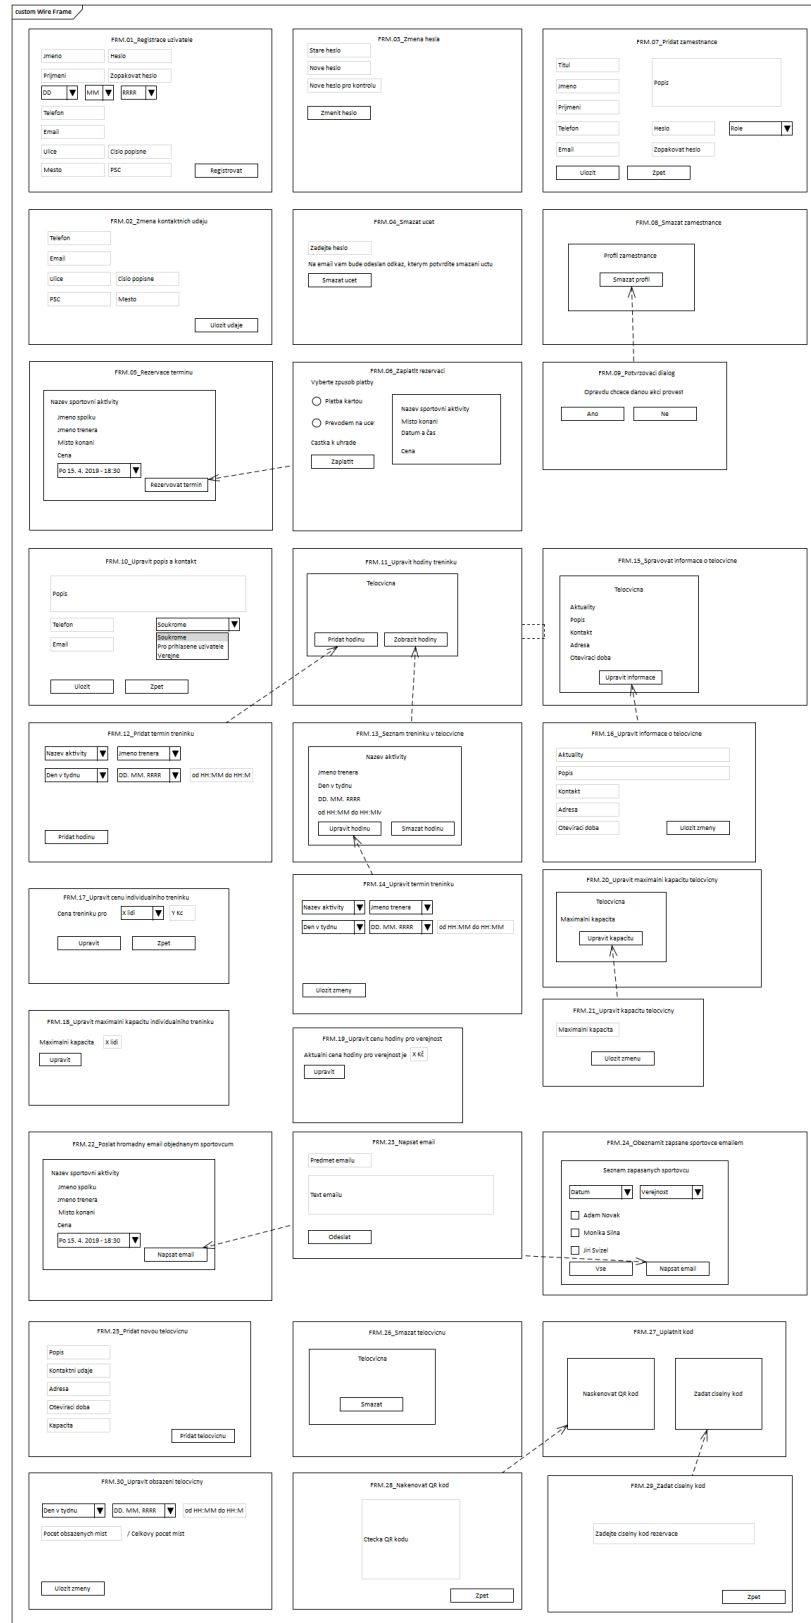 custom Wire Frame
FRM.01_Registrace uzivatele
Jmeno
Heslo
Prijmeni
Zopakovat heslo
DD
MM
RRRR
Telefon
Email
Ulice
Cislo popisne
Mesto
PSC
Registrovat
FRM.03_Zmena hesla
Stare heslo
Nove heslo
Nove heslo pro kontrolu
Zmenit heslo
FRM.07_Pridat zamestnance
Titul
Jmeno
Prijmeni
Popis
Telefon
Heslo
Role
Email
Zopakovat heslo
Ulozit
Zpet
FRM.02_Zmena kontaktnich udaju
Telefon
Email
Ulice
Cislo popisne
PSC
Mesto
Ulozit udaje
FRM.04_Smazat ucet
Zadejte heslo
Na email vam bude odeslan odkaz, kterym potvrdite smazani uctu
Smazat ucet
FRM.08_Smazat zamestnance
Profil zamestnance
Smazat profil
FRM.05_Rezervace terminu
Nazev sportovni aktivity
Jmeno spolku
Jmeno trenera
Misto konani
Cena
Po 15. 4. 2019 - 18:30
Rezervovat termin
FRM.06_Zaplatit rezervaci
Vyberte zpusob platby
Platba kartou
Prevodem na ucet
Castka k uhrade
Zaplatit
Nazev sportovni aktivity
Misto konani
Datum a čas
Cena
FRM.09_Potvrzovaci dialog
Opravdu chcece danou akci provest
Ano
Ne
FRM.10_Upravit popis a kontakt
Popis
Telefon
Soukrome
Email
Soukrome
Pro prihlasene uzivatele
Verejne
Ulozit
Zpet
FRM.11_Upravit hodiny treninku
Telocvicna
Pridat hodinu
Zobrazit hodiny
FRM.15_Spravovat informace o telocvicne
Telocvicna
Aktuality
Popis
Kontakt
Adresa
Oteviraci doba
Upravit informace
FRM.12_Pridat termin treninku
Nazev aktivity
Jmeno trenera
Den v tydnu
DD. MM. RRRR
od HH:MM do HH:M
Pridat hodinu
FRM.13_Seznam treninku v telocvicne
Nazev aktivity
Jmeno trenera
Den v tydnu
DD. MM. RRRR
od HH:MM do HH:MM
Upravit hodinu
Smazat hodinu
FRM.16_Upravit informace o telocvicne
Aktuality
Popis
Kontakt
Adresa
Oteviraci doba
Ulozit zmeny
FRM.17_Upravit cenu individualniho treninku
Cena treninku pro
X lidi
Y Kc
Upravit
Zpet
FRM.14_Upravit termin treninku
Nazev aktivity
Jmeno trenera
Den v tydnu
DD. MM. RRRR
od HH:MM do HH:MM
Ulozit zmeny
FRM.20_Upravit maximalni kapacitu telocvicny
Telocvicna
Maximalni kapacita
Upravit kapacitu
FRM.18_Upravit maximalni kapacitu individualniho treninku
Maximalni kapacita
X lidi
Upravit
FRM.19_Upravit cenu hodiny pro verejnost
Aktualni cena hodiny pro verejnost je
X Kč
Upravit
FRM.21_Upravit kapacitu telocvicny
Maximalni kapacita
Ulozit zmenu
FRM.22_Poslat hromadny email objednanym sportovcum
Nazev sportovni aktivity
Jmeno spolku
Jmeno trenera
Misto konani
Cena
Po 15. 4. 2019 - 18:30
Napsat email
FRM.23_Napsat email
Predmet emailu
Text emailu
Odeslat
FRM.24_Obeznamit zapsane sportovce emailem
Seznam zapasanych sportovcu
Datum
Verejnost
Adam Novak
Monika Silna
Jiri Svizel
Vse
Napsat email
FRM.25_Pridat novou telocvicnu
Popis
Kontaktni udaje
Adresa
Oteviraci doba
Kapacita
Pridat telocvicnu
FRM.26_Smazat telocvicnu
Telocvicna
Smazat
FRM.27_Uplatnit kod
Naskenovat QR kod
Zadat ciselny kod
FRM.30_Upravit obsazeni telocvicny
Den v tydnu
DD. MM. RRRR
od HH:MM do HH:M
Pocet obsazenych mist
/ Celkovy pocet mist
Ulozit zmeny
FRM.28_Nakenovat QR kod
Ctecka QR kodu
Zpet
FRM.29_Zadat ciselny kod
Zadejte ciselny kod rezervace
Zpet